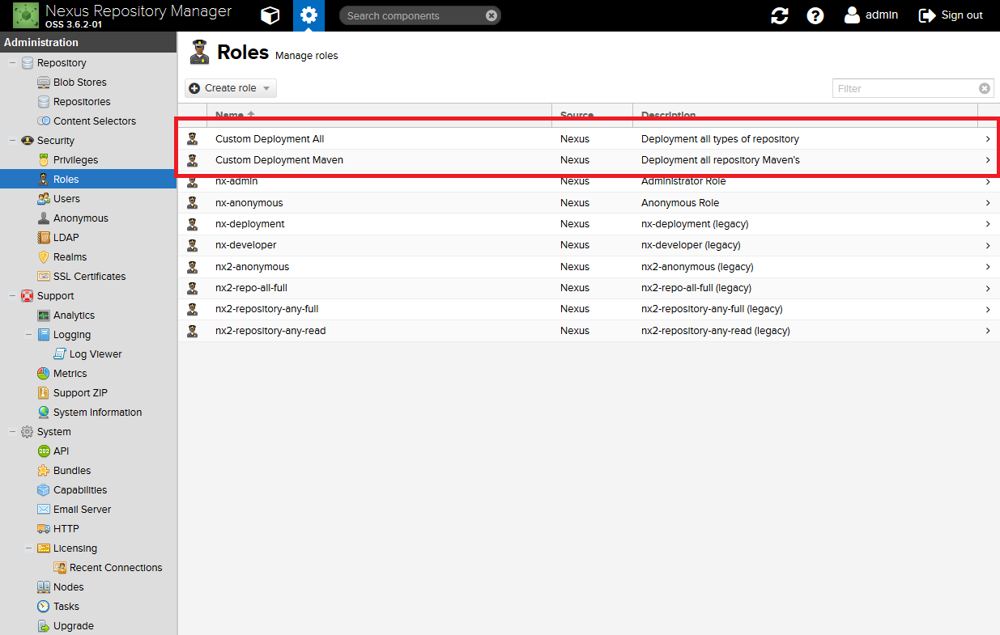 Nexus Repository Manager
OSS 3.6.2-01
Search components
admin
Sign out
Administration
Repository
Blob Stores
Repositories
Content Selectors
Security
Privileges
Roles
Users
Anonymous
LDAP
Realms
SSL Certificates
Support
Analytics
Logging
Log Viewer
Metrics
Support ZIP
System Information
System
API
Bundles
Capabilities
Email Server
HTTP
Licensing
Recent Connections
Nodes
Tasks
Upgrade
Roles Manage roles
Create role
Filter
Name Source Description
Custom Deployment All Nexus Deployment all types of repository
Custom Deployment Maven Nexus Deployment all repository Maven's
nx-admin Nexus Administrator Role
nx-anonymous Nexus Anonymous Role
nx-deployment Nexus nx-deployment (legacy)
nx-developer Nexus nx-developer (legacy)
nx2-anonymous Nexus nx2-anonymous (legacy)
nx2-repo-all-full Nexus nx2-repo-all-full (legacy)
nx2-repository-any-full Nexus nx2-repository-any-full (legacy)
nx2-repository-any-read Nexus nx2-repository-any-read (legacy)